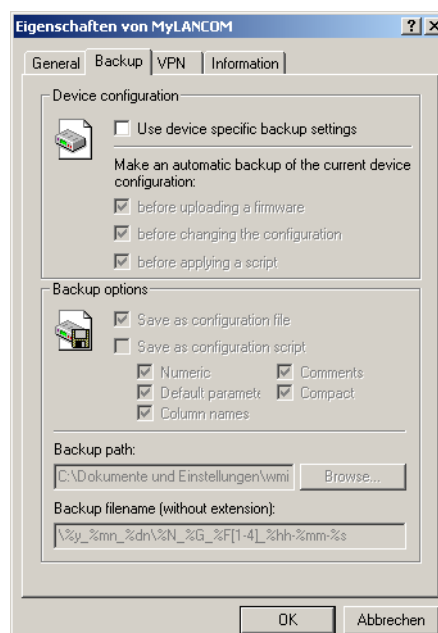 Eigenschaften von MyLANCOM
General Backup VPN Information
Device configuration
Use device specific backup settings
Make an automatic backup of the current device
configuration:
before uploading a firmware
before changing the configuration
before applying a script
Backup options
Save as configuration file
Save as configuration script
Numeric Comments
Default paramete Compact
Column names
Backup path:
C:\Dokumente und Einstellungen\wmi Browse...
Backup filename (without extension):
\%y_%mn_%dn\%N_%G_%F[1-4]_%hh-%mm-%s
OK Abbrechen